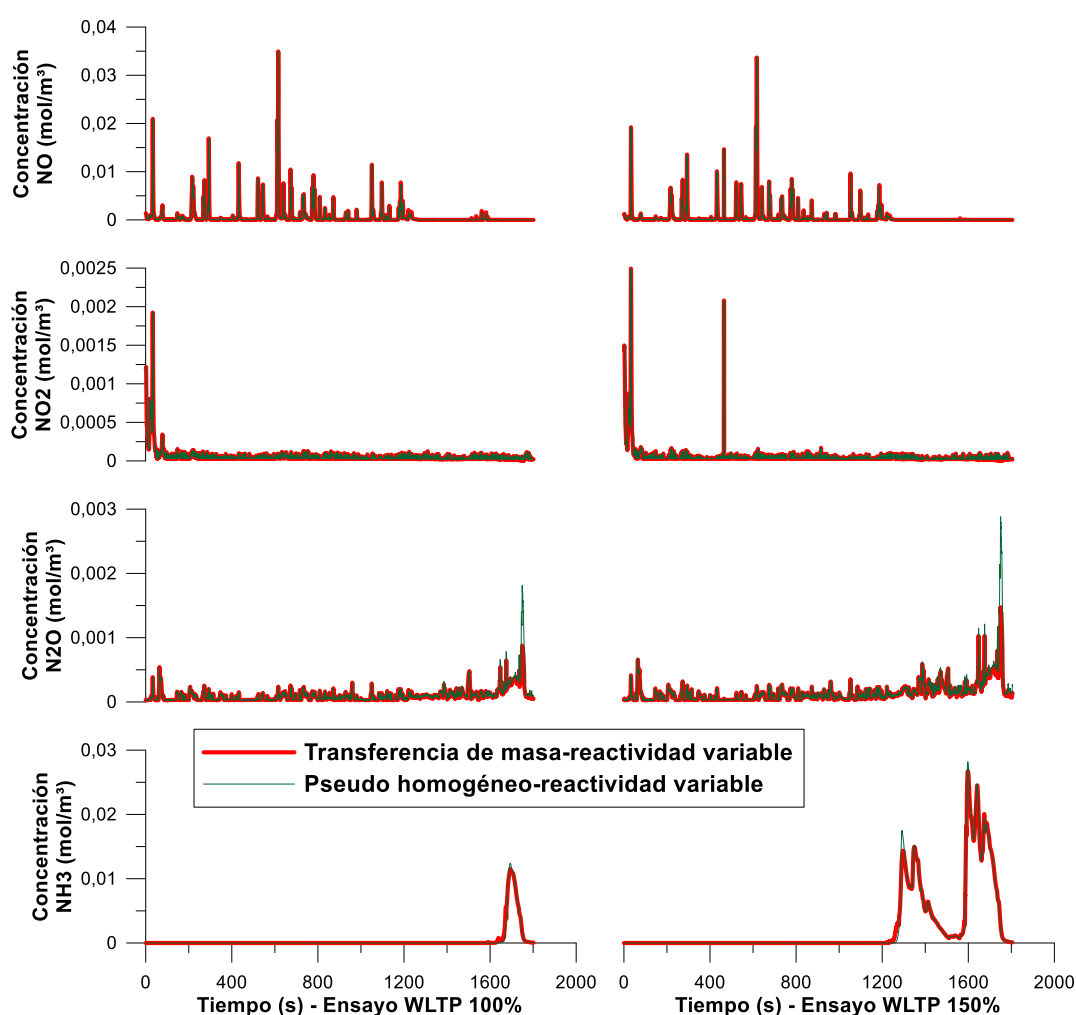 Concentración
NO (mol/m³)
0,04
0,03
0,02
0,01
0
Concentración
NO2 (mol/m³)
0,0025
0,002
0,0015
0,001
0,0005
0
Concentración
N2O (mol/m³)
0,003
0,002
0,001
0
Transferencia de masa-reactividad variable
Pseudo homogéneo-reactividad variable
Concentración
NH3 (mol/m³)
0,03
0,02
0,01
0
0 400 800 1200 1600 2000
Tiempo (s) - Ensayo WLTP 100%
0 400 800 1200 1600 2000
Tiempo (s) - Ensayo WLTP 150%